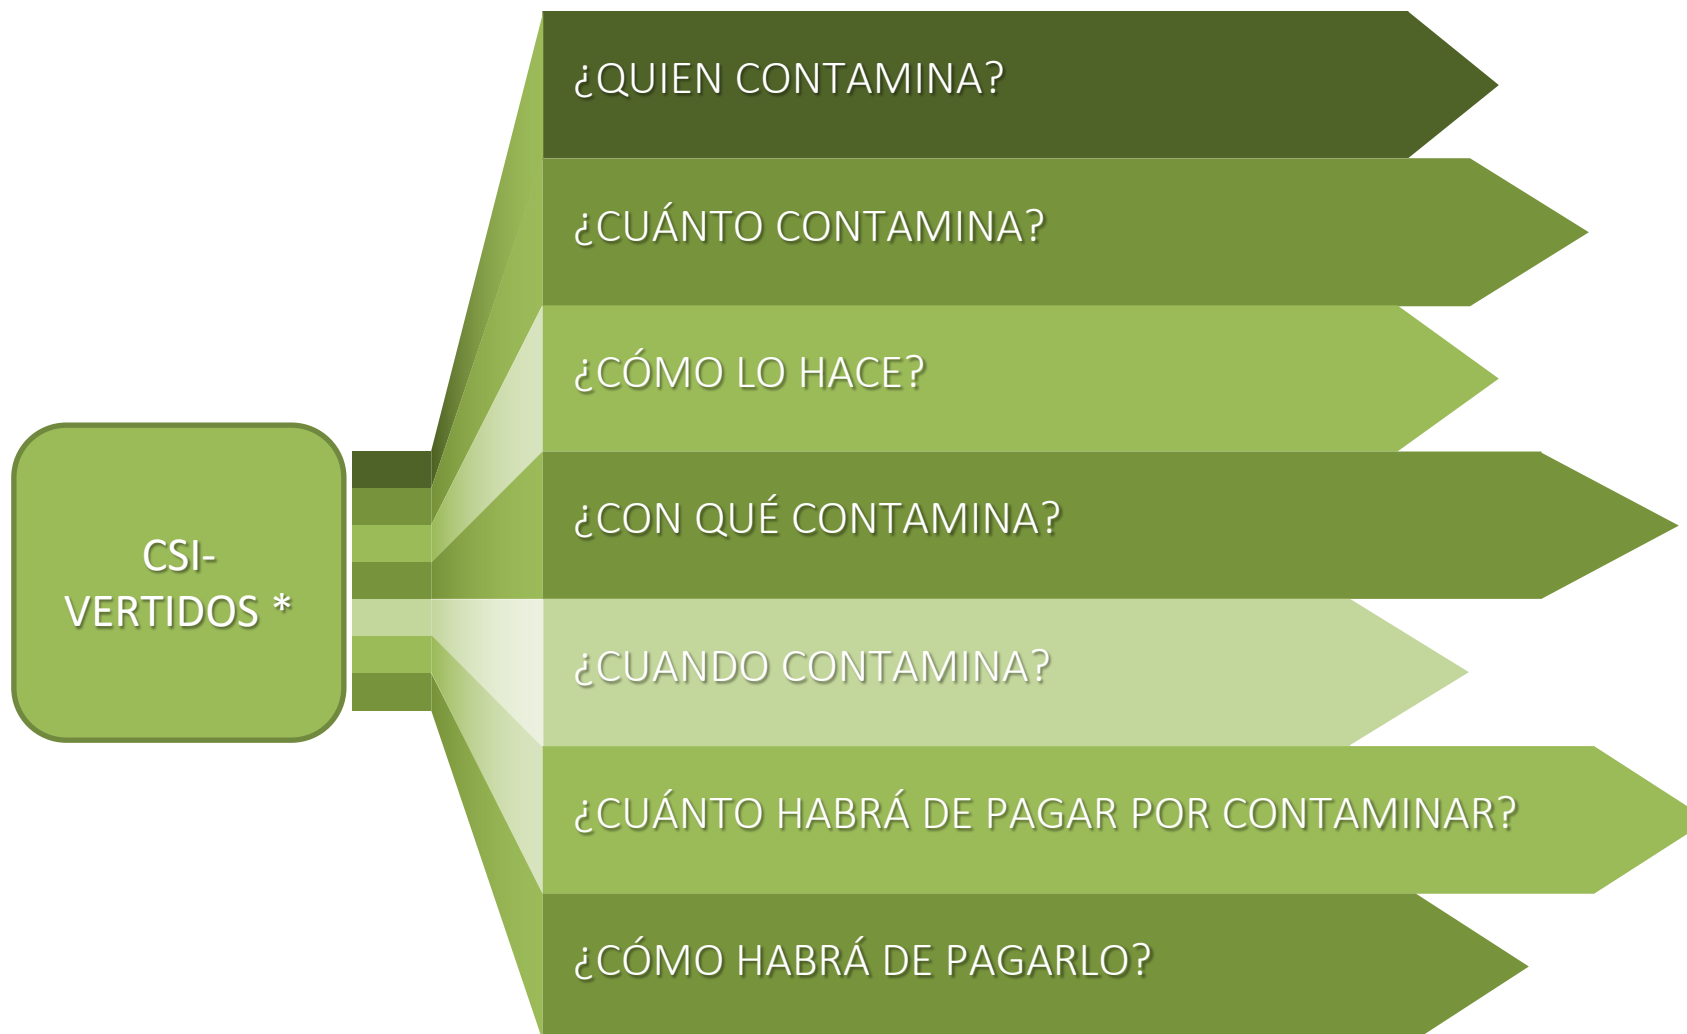 ¿QUIEN CONTAMINA?
¿CUÁNTO CONTAMINA?
¿CÓMO LO HACE?
¿CON QUÉ CONTAMINA?
CSI-
VERTIDOS *
¿CUANDO CONTAMINA?
¿CUÁNTO HABRÁ DE PAGAR POR CONTAMINAR?
¿CÓMO HABRÁ DE PAGARLO?